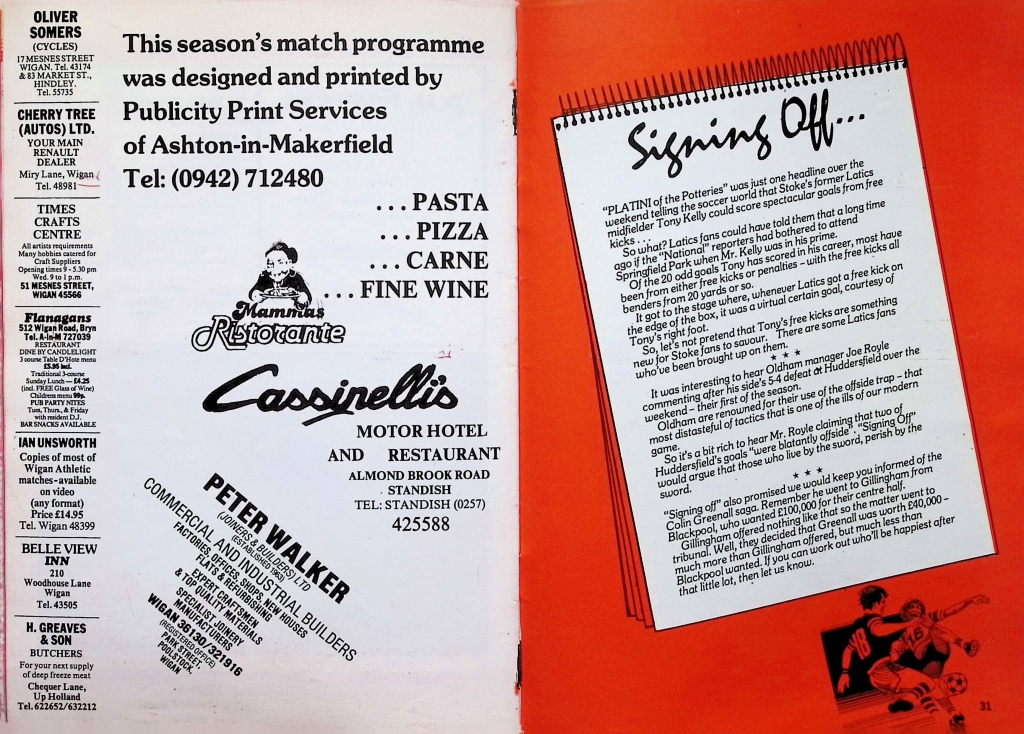 OLIVER
SOMERS
(CYCLES)
17 MESNES STREET
WIGAN. Tel. 43174
& 83 MARKET ST.,
HINDLEY.
Tel. 55735
CHERRY TREE
(AUTOS) LTD.
YOUR MAIN
RENAULT
DEALER
Miry Lane, Wigan
Tel. 48981
TIMES
CRAFTS
CENTRE
All artists requirements
Many hobbies catered for
Craft Suppliers
Opening times 9 - 5.30 pm
Wed. 9 to 1 p.m.
51 MESNES STREET,
WIGAN 45566
Flanagans
512 Wigan Road, Bryn
Tel. A-in-M 727039
RESTAURANT
DINE BY CANDLELIGHT
3 course Table D'Hote menu
£5.95 incl.
Traditional 3-course
Sunday Lunch — £4.25
(incl. FREE Glass of Wine)
Childrens menu 99p.
PUB PARTY NITES
Tues, Thurs, & Friday
with resident D.J.
BAR SNACKS AVAILABLE
IAN UNSWORTH
Copies of most of
Wigan Athletic
matches - available
on video
(any format)
Price £14.95
Tel. Wigan 48399
BELLE VIEW
INN
210
Woodhouse Lane
Wigan
Tel. 43505
H. GREAVES
& SON
BUTCHERS
For your next supply
of deep freeze meat
Chequer Lane,
Up Holland
Tel. 622652/632212
This season's match programme
was designed and printed by
Publicity Print Services
of Ashton-in-Makerfield
Tel: (0942) 712480
... PASTA
... PIZZA
... CARNE
... FINE WINE
Mammas
Ristorante
Cassinelli's
MOTOR HOTEL
AND RESTAURANT
ALMOND BROOK ROAD
STANDISH
TEL: STANDISH (0257)
425588
PETER WALKER
(JOINERS & BUILDERS) LTD
(ESTABLISHED 1963)
COMMERCIAL AND INDUSTRIAL BUILDERS
FACTORIES, OFFICES, SHOPS, NEW HOUSES
FLATS & REFURBISHING
EXPERT CRAFTSMEN
& TOP QUALITY MATERIALS
SPECIALIST JOINERY
MANUFACTURERS
WIGAN 36130/321916
(REGISTERED OFFICE)
PARK STREET,
POOLSTOCK,
WIGAN
Signing Off...
"PLATINI of the Potteries" was just one headline over the
weekend telling the soccer world that Stoke's former Latics
midfielder Tony Kelly could score spectacular goals from free
kicks . . .
So what? Latics fans could have told them that a long time
ago if the "National" reporters had bothered to attend
Springfield Park when Mr. Kelly was in his prime.
Of the 20 odd goals Tony has scored in his career, most have
been from either free kicks or penalties – with the free kicks all
benders from 20 yards or so.
It got to the stage where, whenever Latics got a free kick on
the edge of the box, it was a virtual certain goal, courtesy of
Tony's right foot.
So, let's not pretend that Tony's free kicks are something
new for Stoke fans to savour. There are some Latics fans
who've been brought up on them.
★ ★ ★
It was interesting to hear Oldham manager Joe Royle
commenting after his side's 5-4 defeat at Huddersfield over the
weekend – their first of the season.
Oldham are renowned for their use of the offside trap – that
most distasteful of tactics that is one of the ills of our modern
game.
So it's a bit rich to hear Mr. Royle claiming that two of
Huddersfield's goals "were blatantly offside". "Signing Off"
would argue that those who live by the sword, perish by the
sword.
★ ★ ★
"Signing off" also promised we would keep you informed of the
Colin Greenall saga. Remember he went to Gillingham from
Blackpool, who wanted £100,000 for their centre half.
Gillingham offered nothing like that so the matter went to
tribunal. Well, they decided that Greenall was worth £40,000 –
much more than Gillingham offered, but much less than
Blackpool wanted. If you can work out who'll be happiest after
that little lot, then let us know.
18
16
31